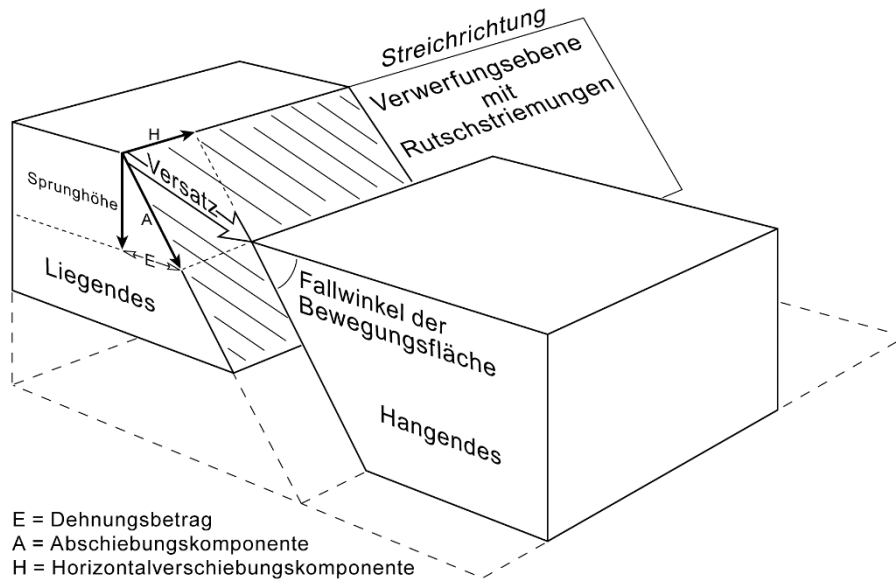 Streichrichtung
Verwerfungsebene
mit
Rutschstriemungen
H
Versatz
Sprunghöhe
A
E
Liegendes
Fallwinkel der
Bewegungsfläche
Hangendes
E = Dehnungsbetrag
A = Abschiebungskomponente
H = Horizontalverschiebungskomponente